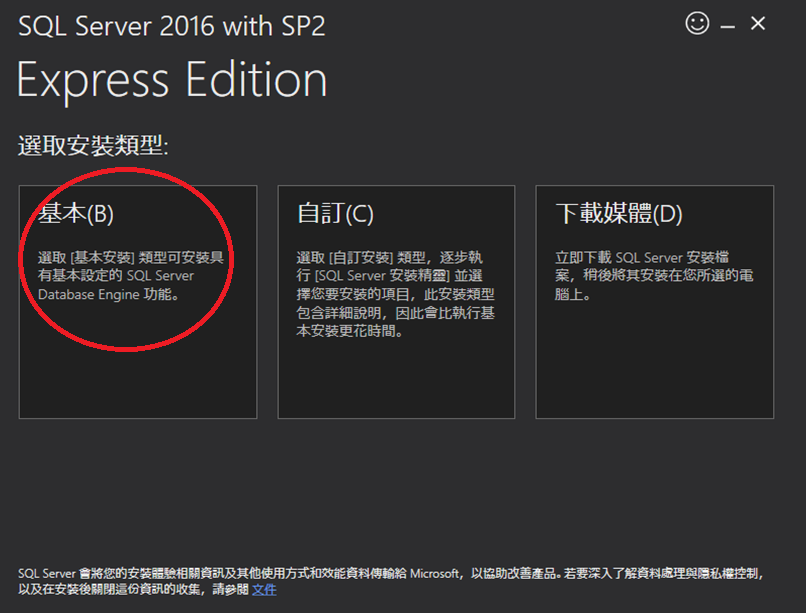 SQL Server 2016 with SP2
Express Edition
選取安裝類型:
基本(B)
選取 [基本安裝] 類型可安裝具
有基本設定的 SQL Server
Database Engine 功能。
自訂(C)
選取 [自訂安裝] 類型，逐步執
行 [SQL Server 安裝精靈] 並選
擇您要安裝的項目，此安裝類型
包含詳細說明，因此會比執行基
本安裝更花時間。
下載媒體(D)
立即下載 SQL Server 安裝檔
案，稍後將其安裝在您所選的電
腦上。
SQL Server 會將您的安裝體驗相關資訊及其他使用方式和效能資料傳輸給 Microsoft，以協助改善產品。若要深入了解資料處理與隱私權控制，
以及在安裝後關閉這份資訊的收集，請參閱 文件